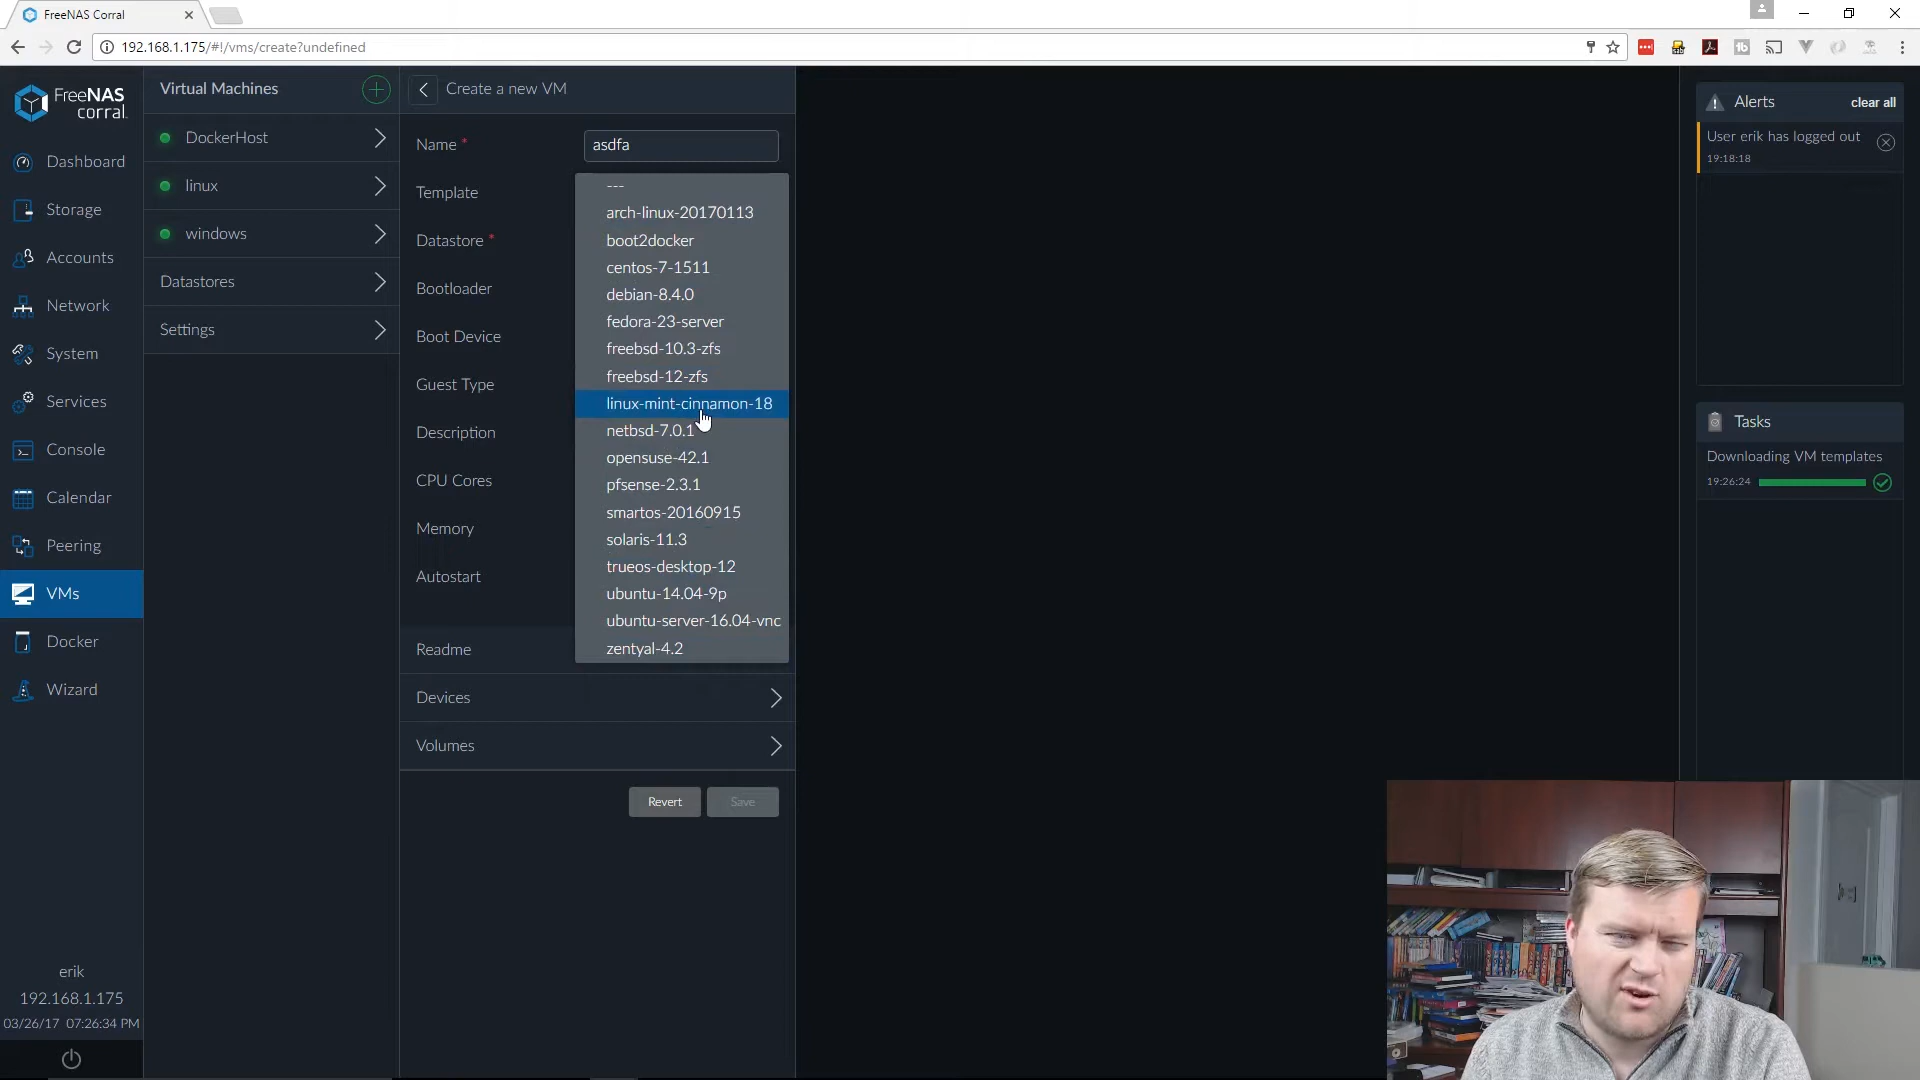 FreeNAS Corral
192.168.1.175/#!/vms/create?undefined
FreeNAS
corral
Dashboard
Storage
Accounts
Network
System
Services
Console
Calendar
Peering
VMs
Docker
Wizard
erik
192.168.1.175
03/26/17 07:26:34 PM
Virtual Machines
DockerHost
linux
windows
Datastores
Settings
Create a new VM
Name *
asdfa
Template
Datastore *
Bootloader
Boot Device
Guest Type
Description
CPU Cores
Memory
Autostart
---
arch-linux-20170113
boot2docker
centos-7-1511
debian-8.4.0
fedora-23-server
freebsd-10.3-zfs
freebsd-12-zfs
linux-mint-cinnamon-18
netbsd-7.0.1
opensuse-42.1
pfsense-2.3.1
smartos-20160915
solaris-11.3
trueos-desktop-12
ubuntu-14.04-9p
ubuntu-server-16.04-vnc
zentyal-4.2
Readme
Devices
Volumes
Revert
Save
Alerts
clear all
User erik has logged out
19:18:18
Tasks
Downloading VM templates
19:26:24